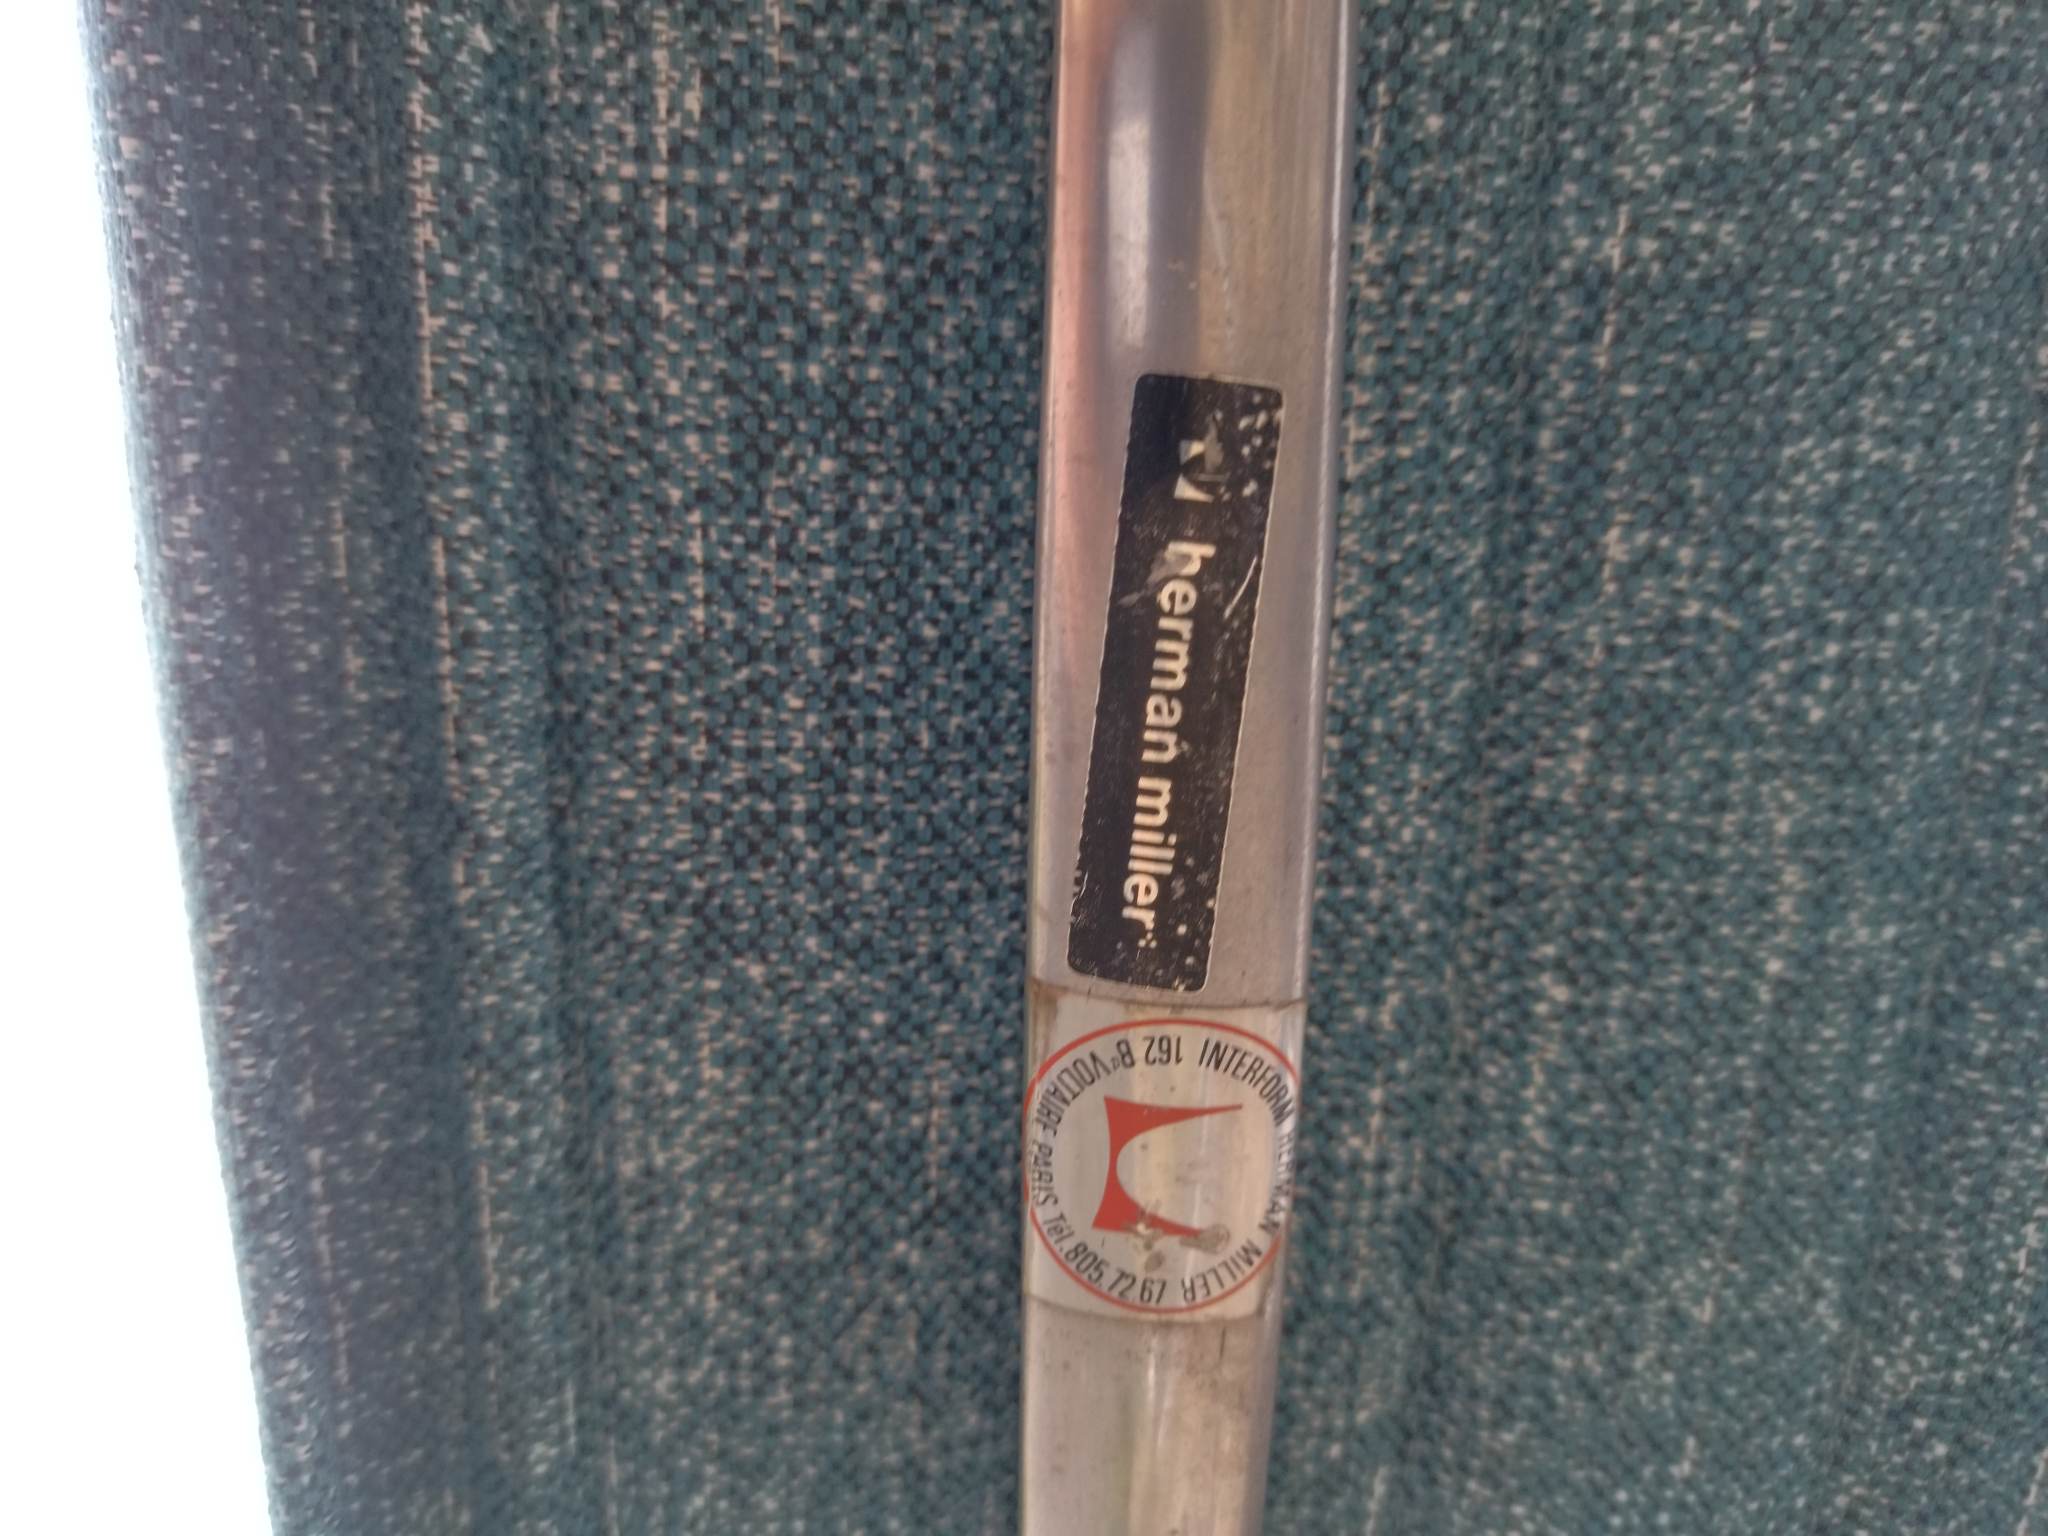 herman miller
INTERFORM HERMAN MILLER
162 Bᵈ VOLTAIRE PARIS Tél. 805.72.67